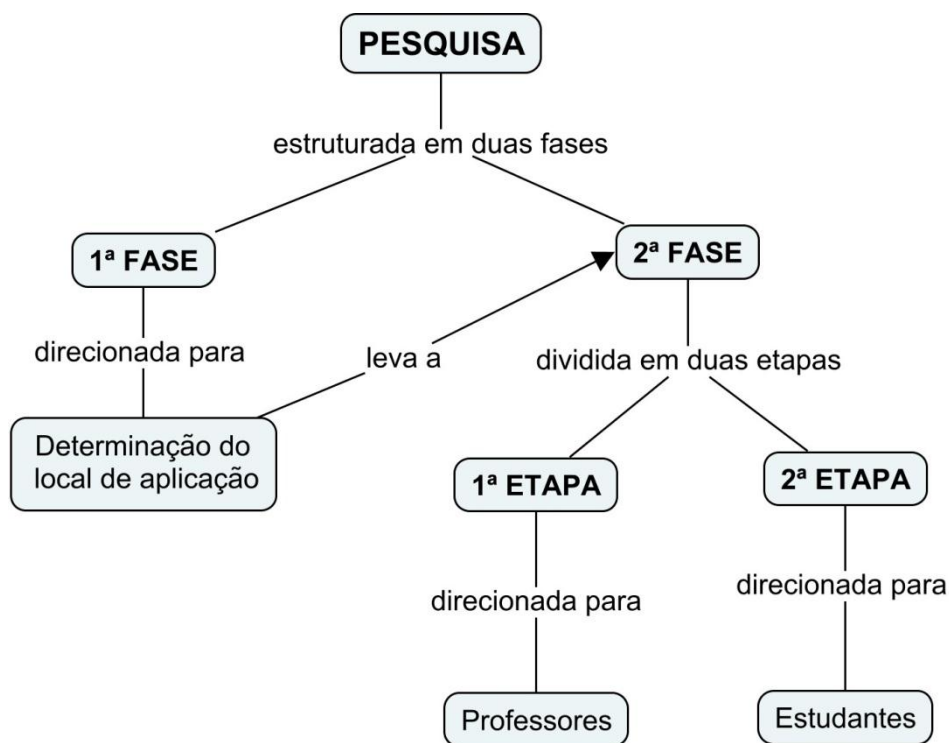 PESQUISA
estruturada em duas fases
1ª FASE
2ª FASE
direcionada para
leva a
dividida em duas etapas
Determinação do
local de aplicação
1ª ETAPA
2ª ETAPA
direcionada para
direcionada para
Professores
Estudantes